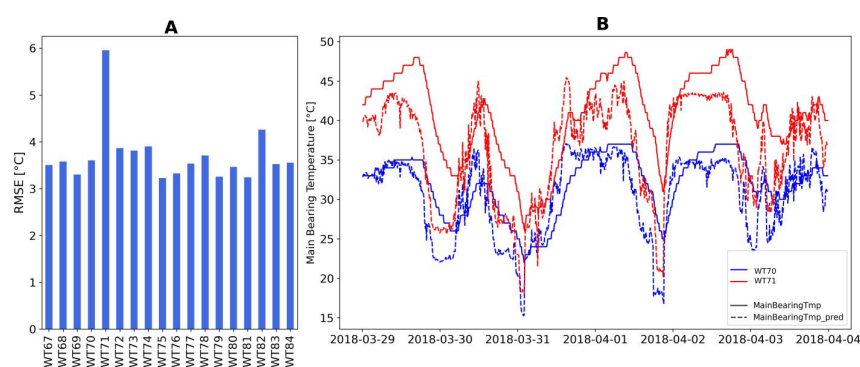 A
RMSE [°C]
6
5
4
3
2
1
0
WT67
WT68
WT69
WT70
WT71
WT72
WT73
WT74
WT75
WT76
WT77
WT78
WT79
WT80
WT81
WT82
WT83
WT84
B
Main Bearing Temperature [°C]
50
45
40
35
30
25
20
15
2018-03-29
2018-03-30
2018-03-31
2018-04-01
2018-04-02
2018-04-03
2018-04-04
WT70
WT71
MainBearingTmp
MainBearingTmp_pred